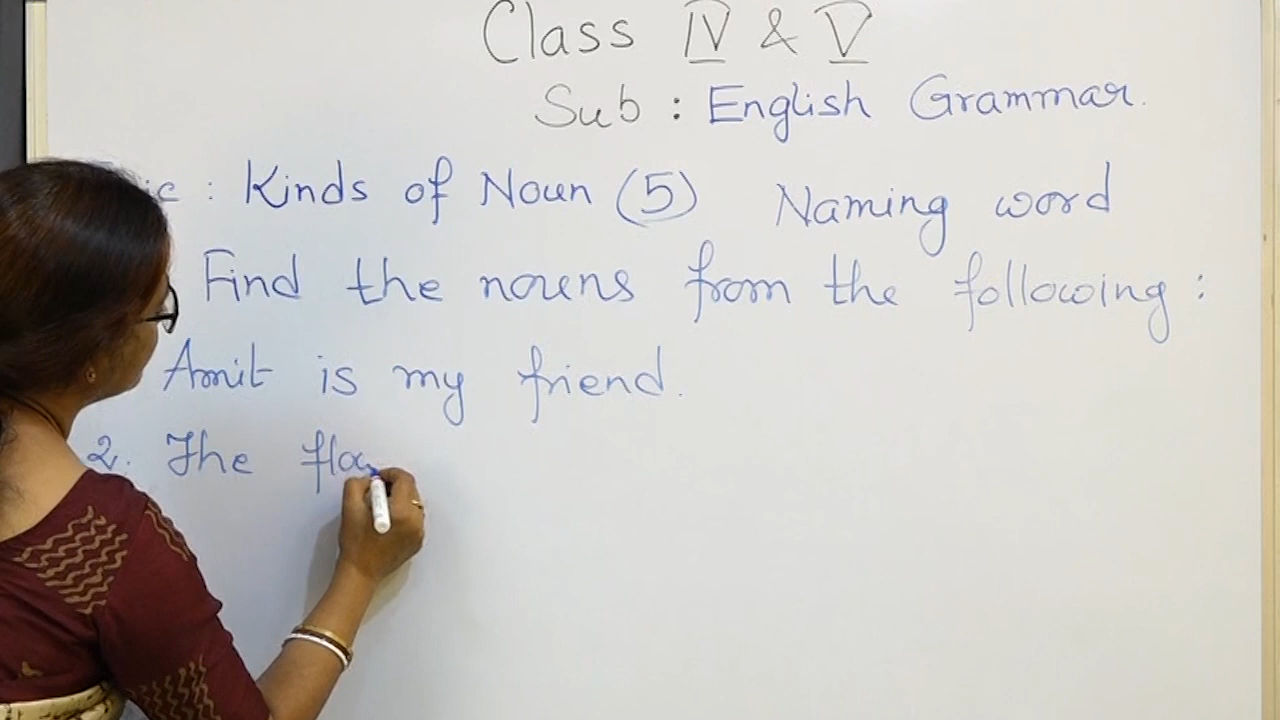 Class IV & V
Sub : English Grammar.
: Kinds of Noun (5) Naming word
Find the nouns from the following :
Amit is my friend.
2. The